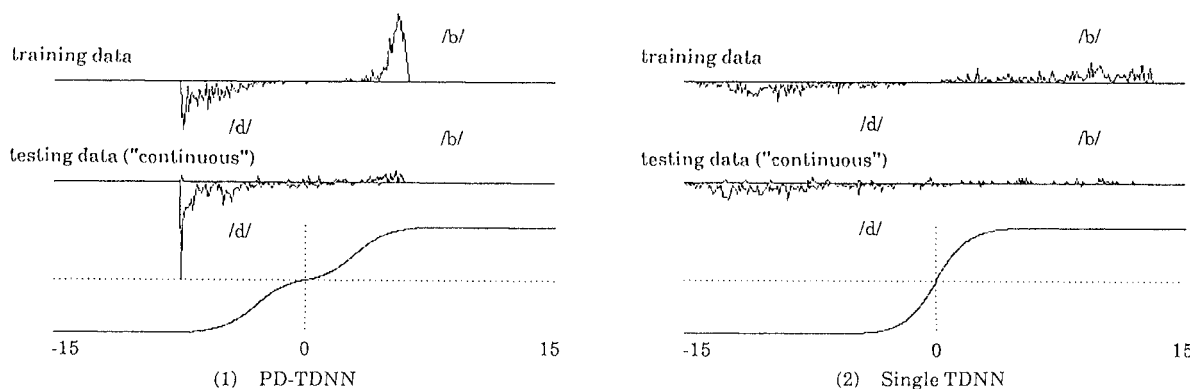 /b/
training data
/d/
/b/
testing data ("continuous")
/d/
-15 0 15
(1) PD-TDNN
/b/
training data
/d/
/b/
testing data ("continuous")
/d/
-15 0 15
(2) Single TDNN